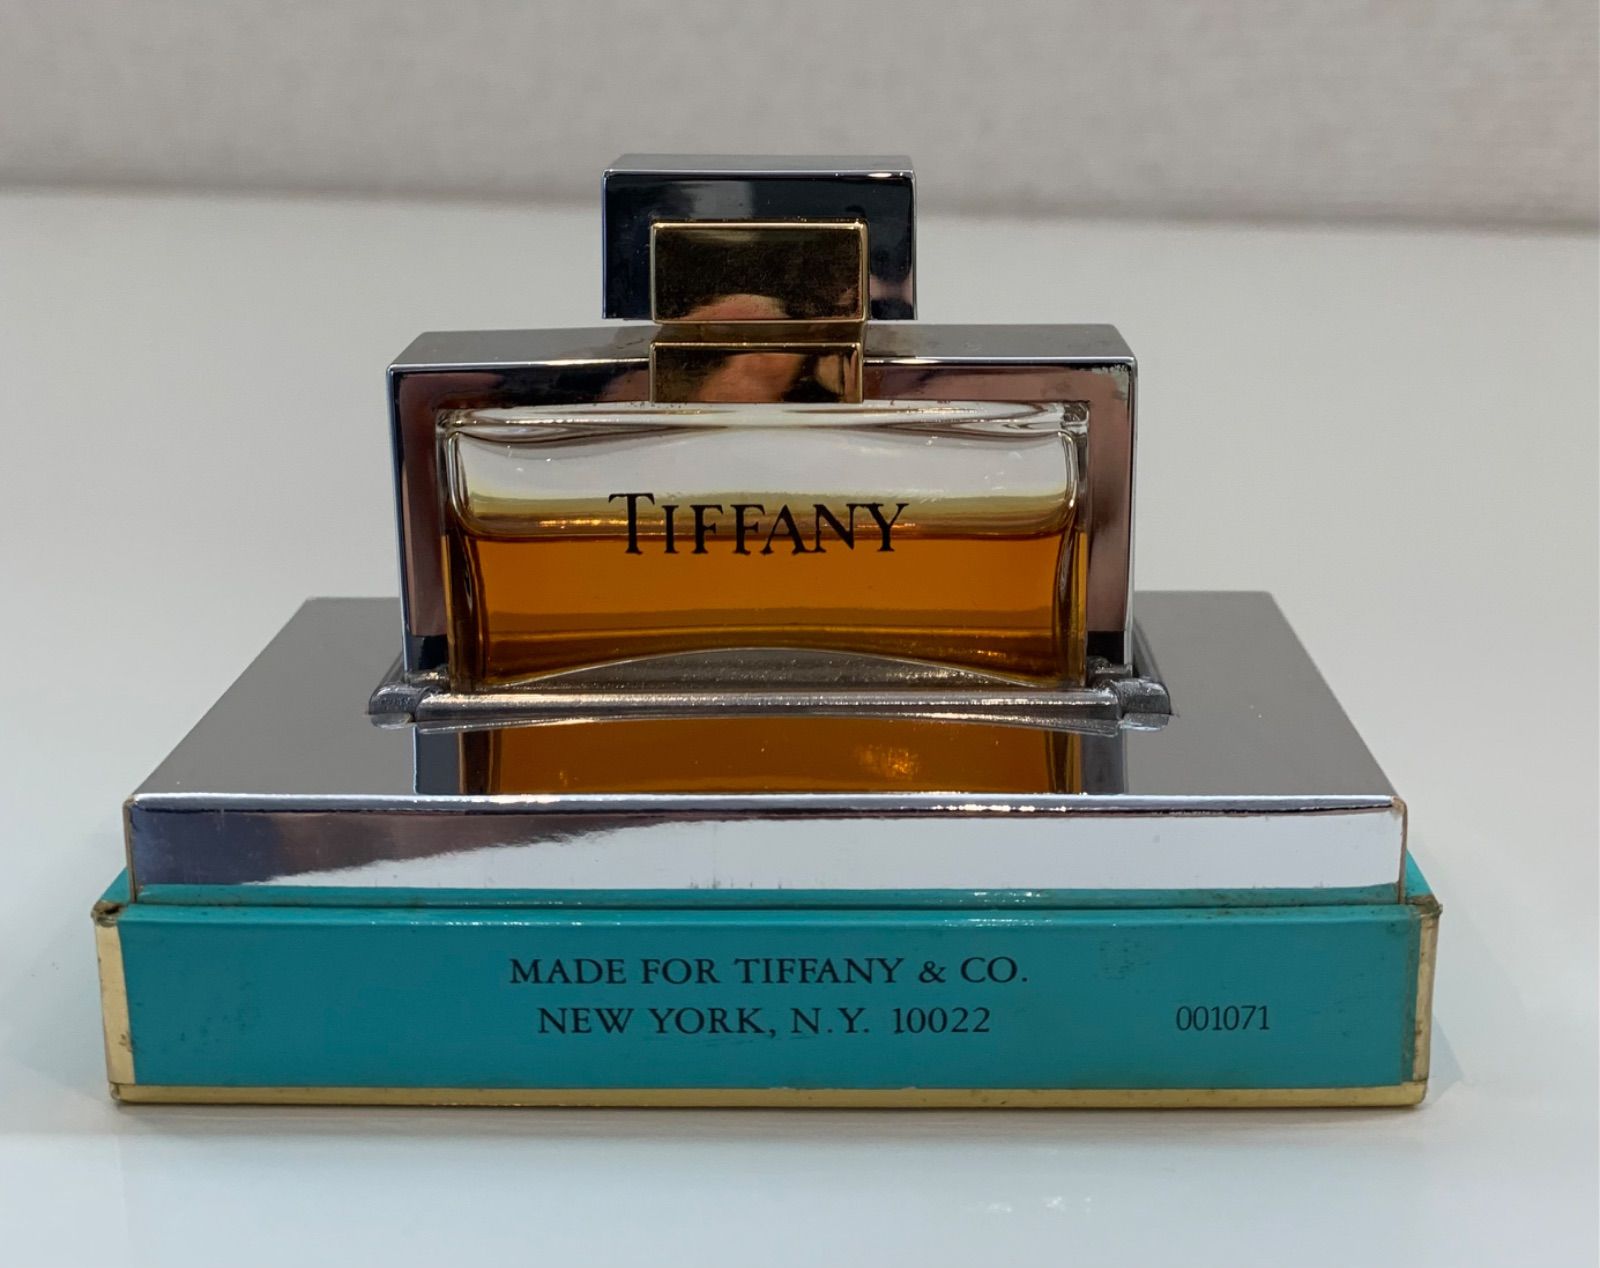 TIFFANY
MADE FOR TIFFANY & CO.
NEW YORK, N.Y. 10022
001071